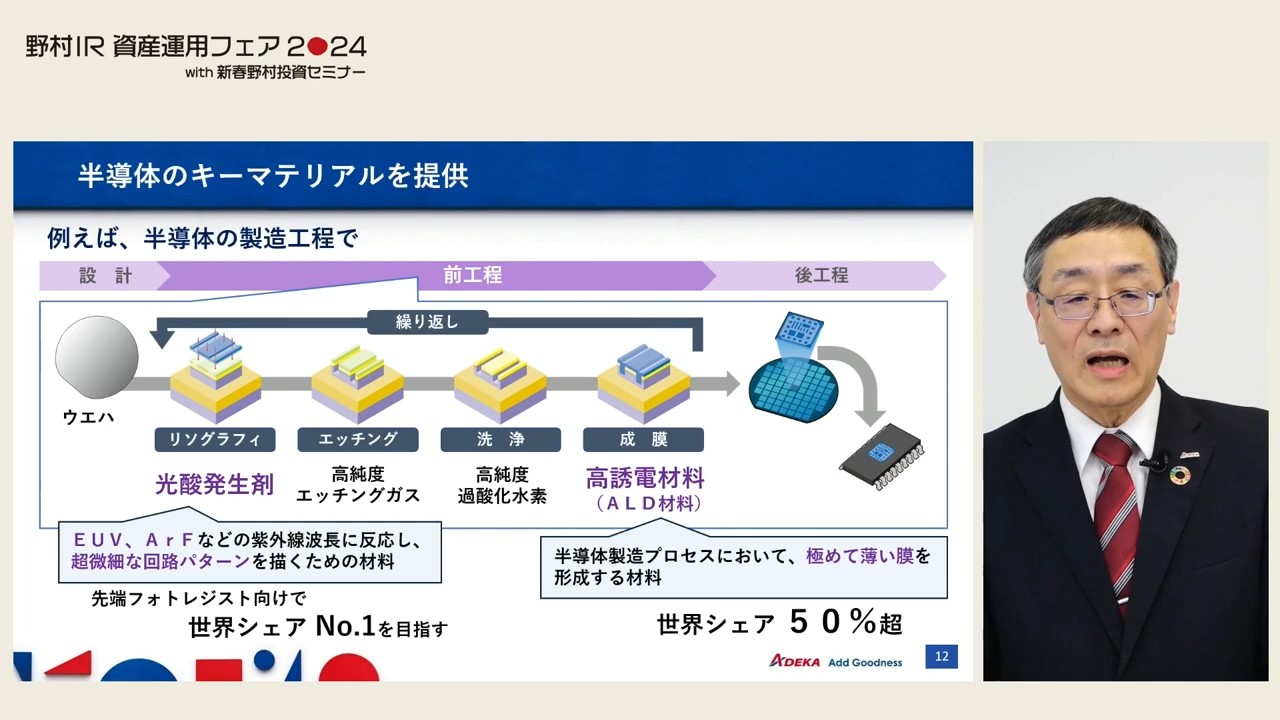 野村IR 資産運用フェア 2024
with 新春野村投資セミナー
半導体のキーマテリアルを提供
例えば、半導体の製造工程で
設 計
前工程
後工程
繰り返し
ウエハ
リソグラフィ
エッチング
洗 浄
成 膜
光酸発生剤
高純度
エッチングガス
高純度
過酸化水素
高誘電材料
（ALD材料）
EUV、ArFなどの紫外線波長に反応し、
超微細な回路パターンを描くための材料
半導体製造プロセスにおいて、極めて薄い膜を
形成する材料
先端フォトレジスト向けで
世界シェア No.1を目指す
世界シェア 50%超
ADEKA Add Goodness
12